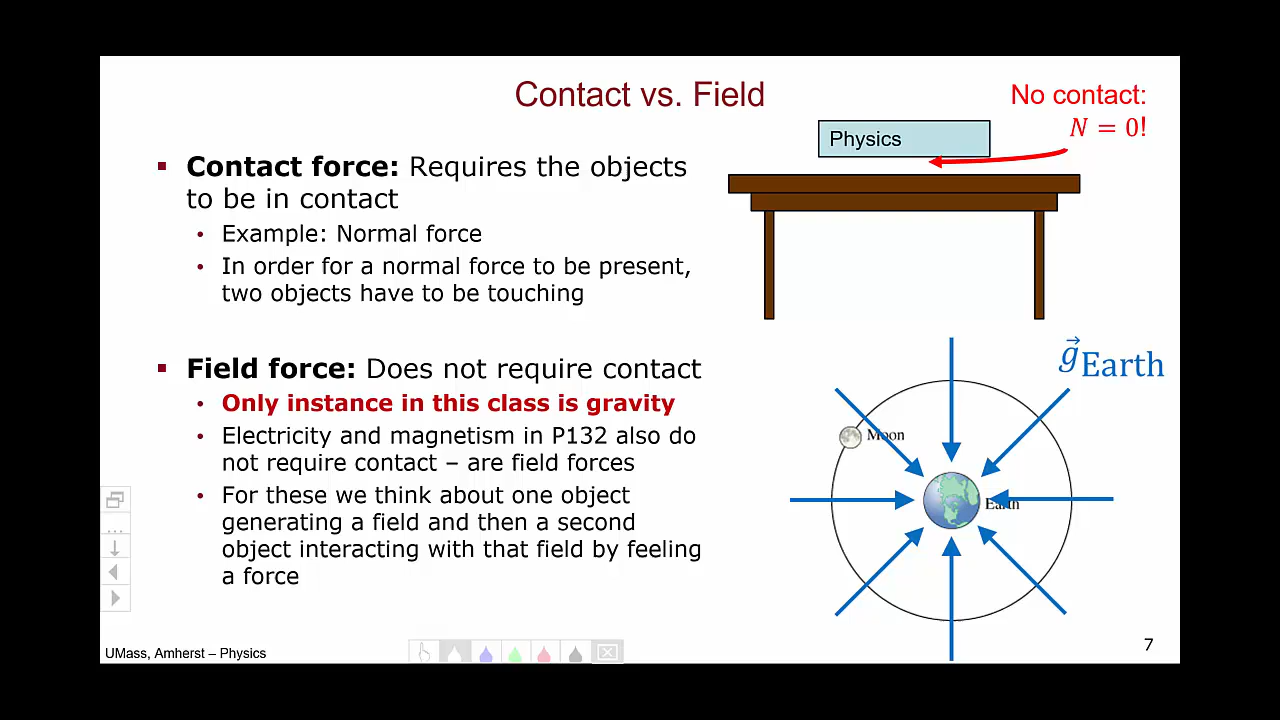 Contact vs. Field
No contact:
N = 0!
Physics
▪ Contact force: Requires the objects
to be in contact
• Example: Normal force
• In order for a normal force to be present,
two objects have to be touching
▪ Field force: Does not require contact
• Only instance in this class is gravity
• Electricity and magnetism in P132 also do
not require contact – are field forces
• For these we think about one object
generating a field and then a second
object interacting with that field by feeling
a force
g⃗Earth
Moon
Earth
UMass, Amherst – Physics
7